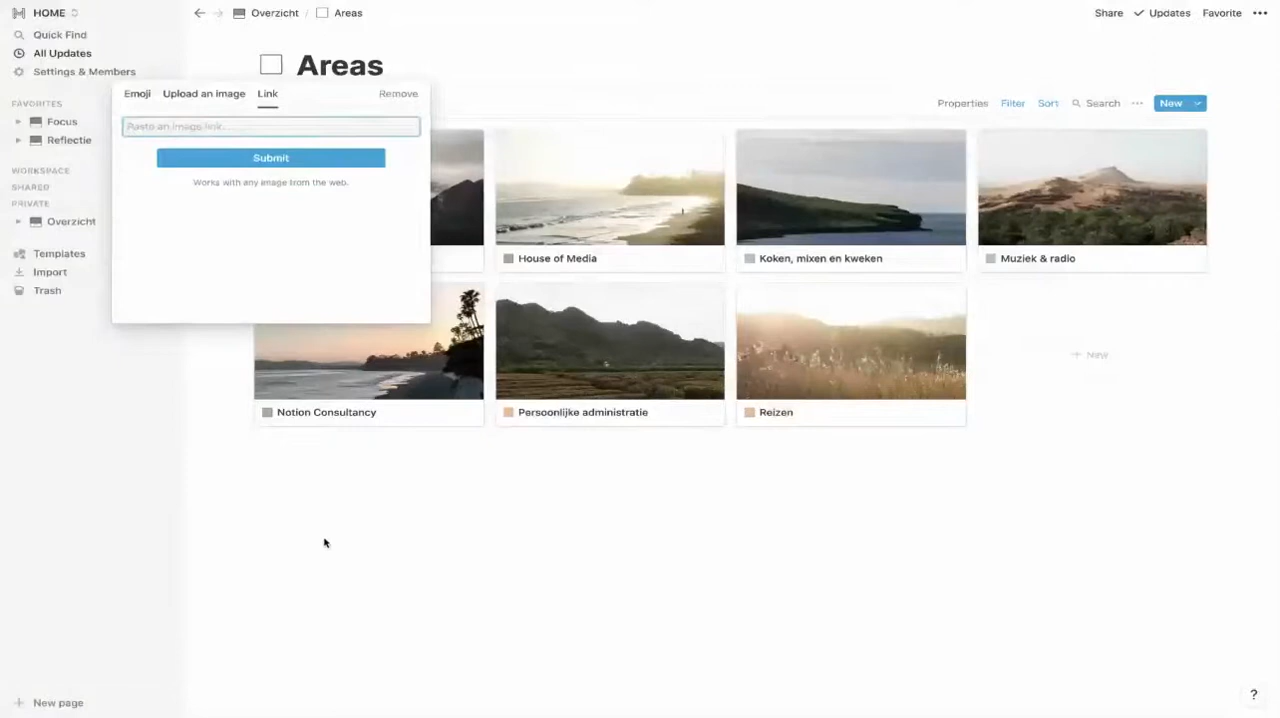 HOME
Quick Find
All Updates
Settings & Members
FAVORITES
Focus
Reflectie
WORKSPACE
SHARED
PRIVATE
Overzicht
Templates
Import
Trash
New page
Overzicht / Areas
Share
Updates
Favorite
Areas
Emoji
Upload an image
Link
Remove
Paste an image link...
Submit
Works with any image from the web.
Properties
Filter
Sort
Search
New
House of Media
Koken, mixen en kweken
Muziek & radio
Notion Consultancy
Persoonlijke administratie
Reizen
New
?